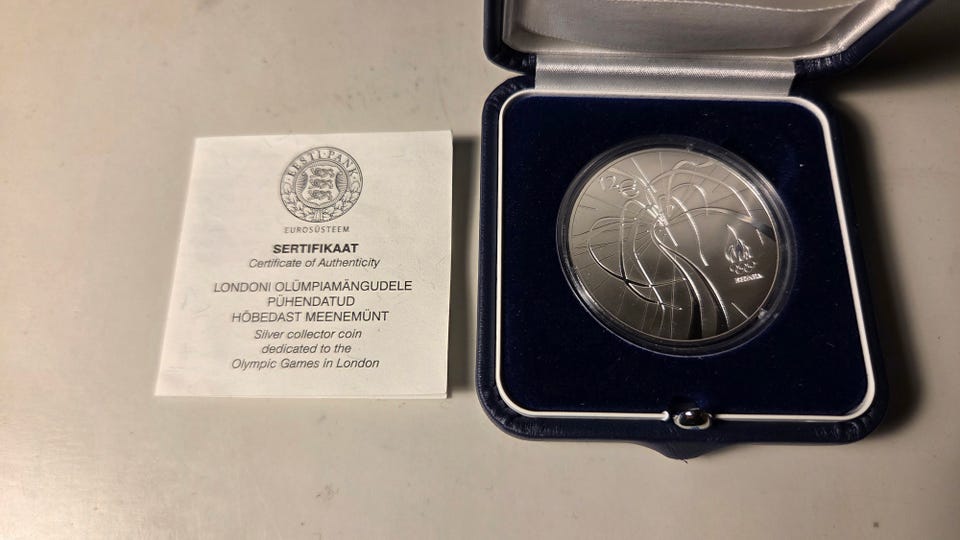 EESTI · PANK
EUROSÜSTEEM
SERTIFIKAAT
Certificate of Authenticity
LONDONI OLÜMPIAMÄNGUDELE
PÜHENDATUD
HÕBEDAST MEENEMÜNT
Silver collector coin
dedicated to the
Olympic Games in London
12€